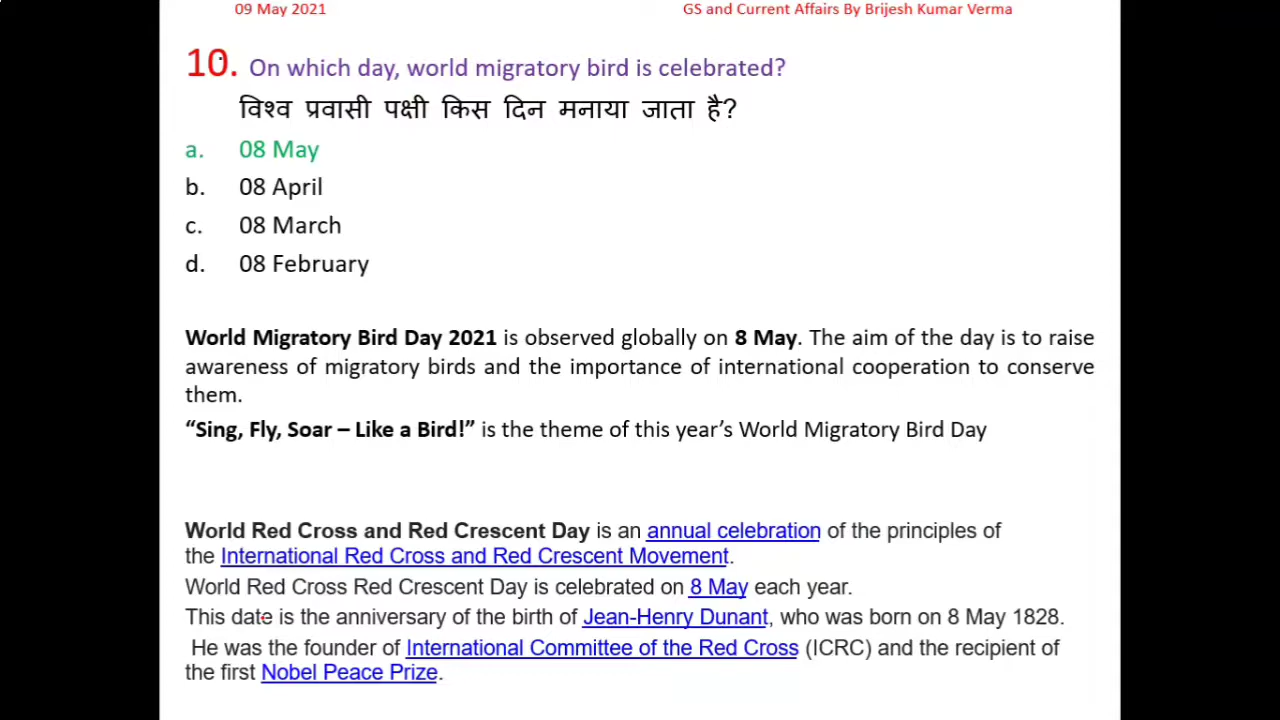 09 May 2021 GS and Current Affairs By Brijesh Kumar Verma
10. On which day, world migratory bird is celebrated?
विश्व प्रवासी पक्षी किस दिन मनाया जाता है?
a. 08 May
b. 08 April
c. 08 March
d. 08 February
World Migratory Bird Day 2021 is observed globally on 8 May. The aim of the day is to raise
awareness of migratory birds and the importance of international cooperation to conserve
them.
“Sing, Fly, Soar – Like a Bird!” is the theme of this year’s World Migratory Bird Day
World Red Cross and Red Crescent Day is an annual celebration of the principles of
the International Red Cross and Red Crescent Movement.
World Red Cross Red Crescent Day is celebrated on 8 May each year.
This date is the anniversary of the birth of Jean-Henry Dunant, who was born on 8 May 1828.
He was the founder of International Committee of the Red Cross (ICRC) and the recipient of
the first Nobel Peace Prize.